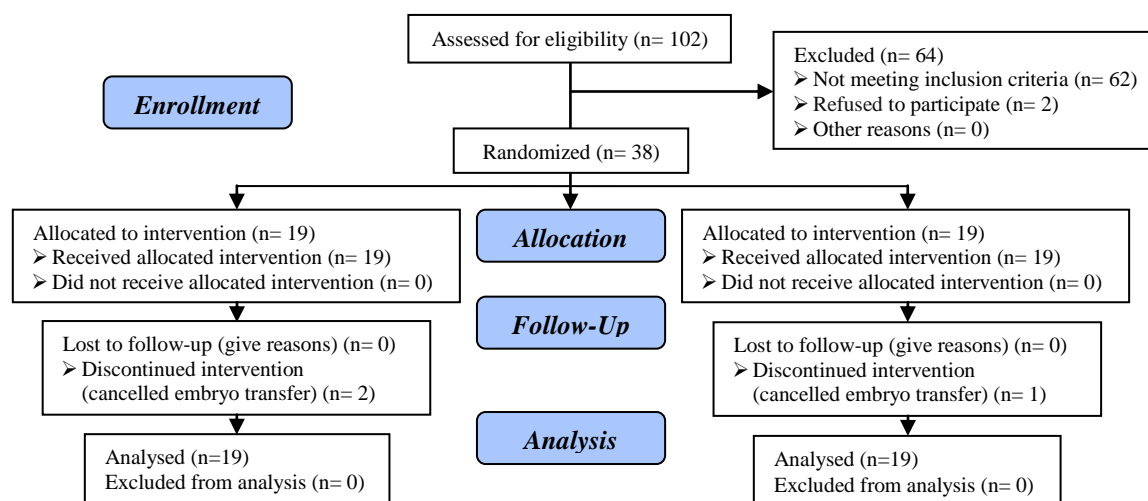 Assessed for eligibility (n= 102)
Excluded (n= 64)
➢ Not meeting inclusion criteria (n= 62)
➢ Refused to participate (n= 2)
➢ Other reasons (n= 0)
Enrollment
Randomized (n= 38)
Allocated to intervention (n= 19)
➢ Received allocated intervention (n= 19)
➢ Did not receive allocated intervention (n= 0)
Allocation
Allocated to intervention (n= 19)
➢ Received allocated intervention (n= 19)
➢ Did not receive allocated intervention (n= 0)
Follow-Up
Lost to follow-up (give reasons) (n= 0)
➢ Discontinued intervention
(cancelled embryo transfer) (n= 2)
Lost to follow-up (give reasons) (n= 0)
➢ Discontinued intervention
(cancelled embryo transfer) (n= 1)
Analysis
Analysed (n=19)
Excluded from analysis (n= 0)
Analysed (n=19)
Excluded from analysis (n= 0)